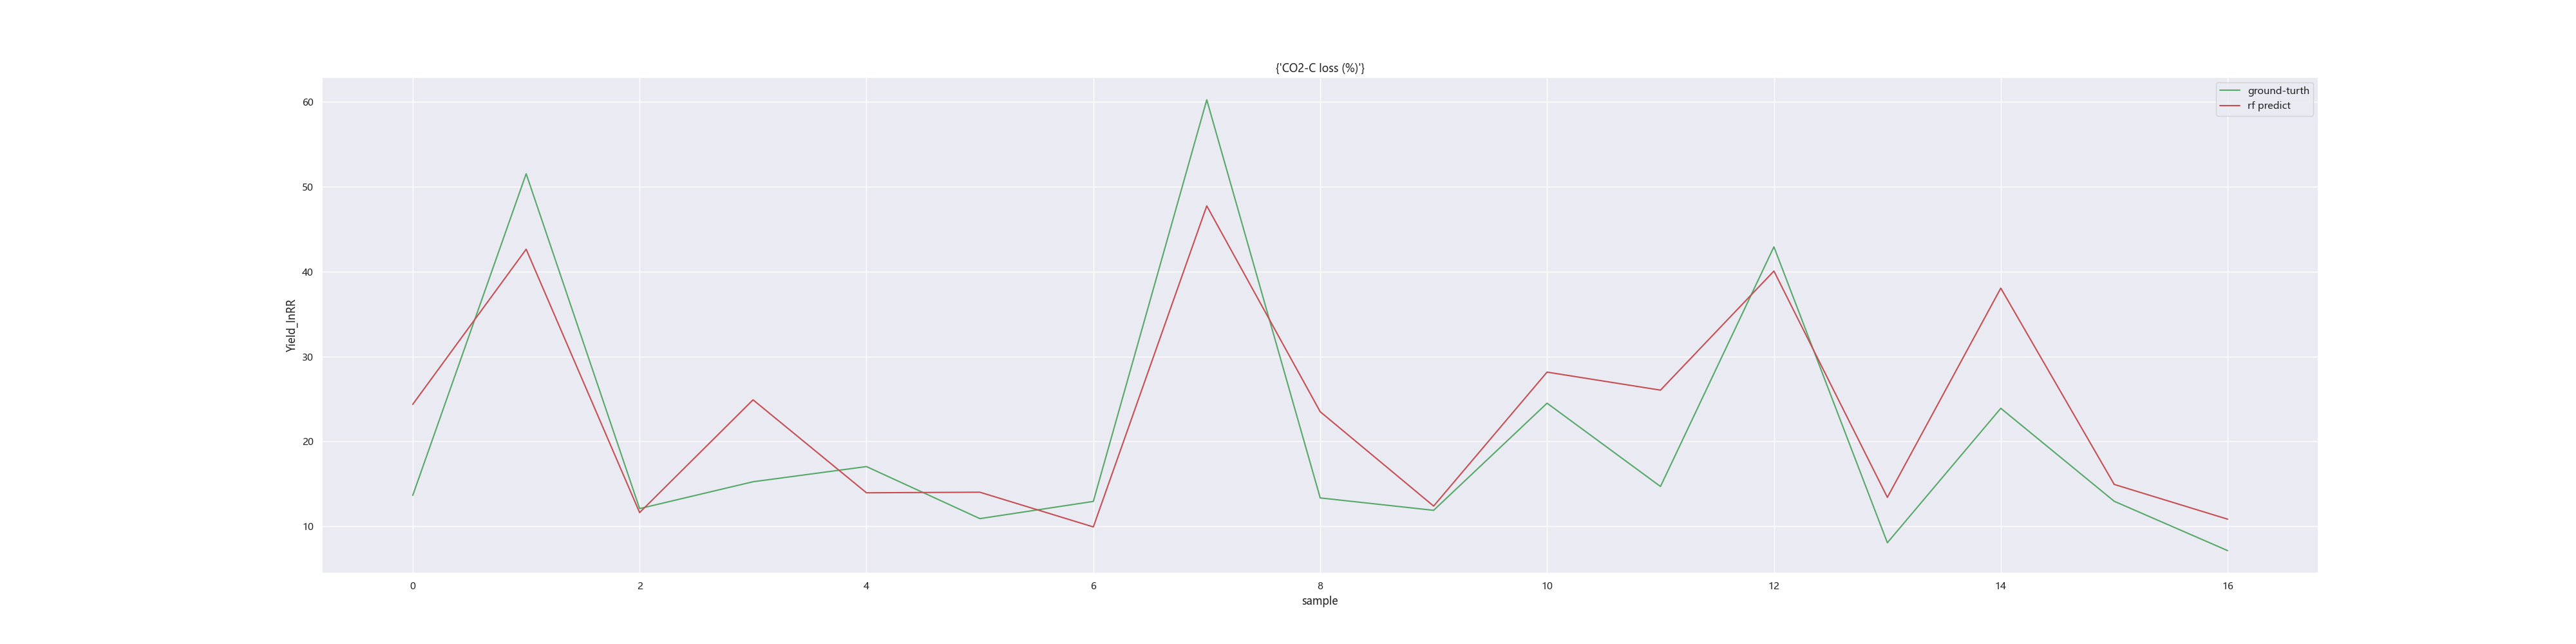 {'CO2-C loss (%)'}
ground-turth
rf predict
Yield_lnRR
60
50
40
30
20
10
0 2 4 6 8 10 12 14 16
sample